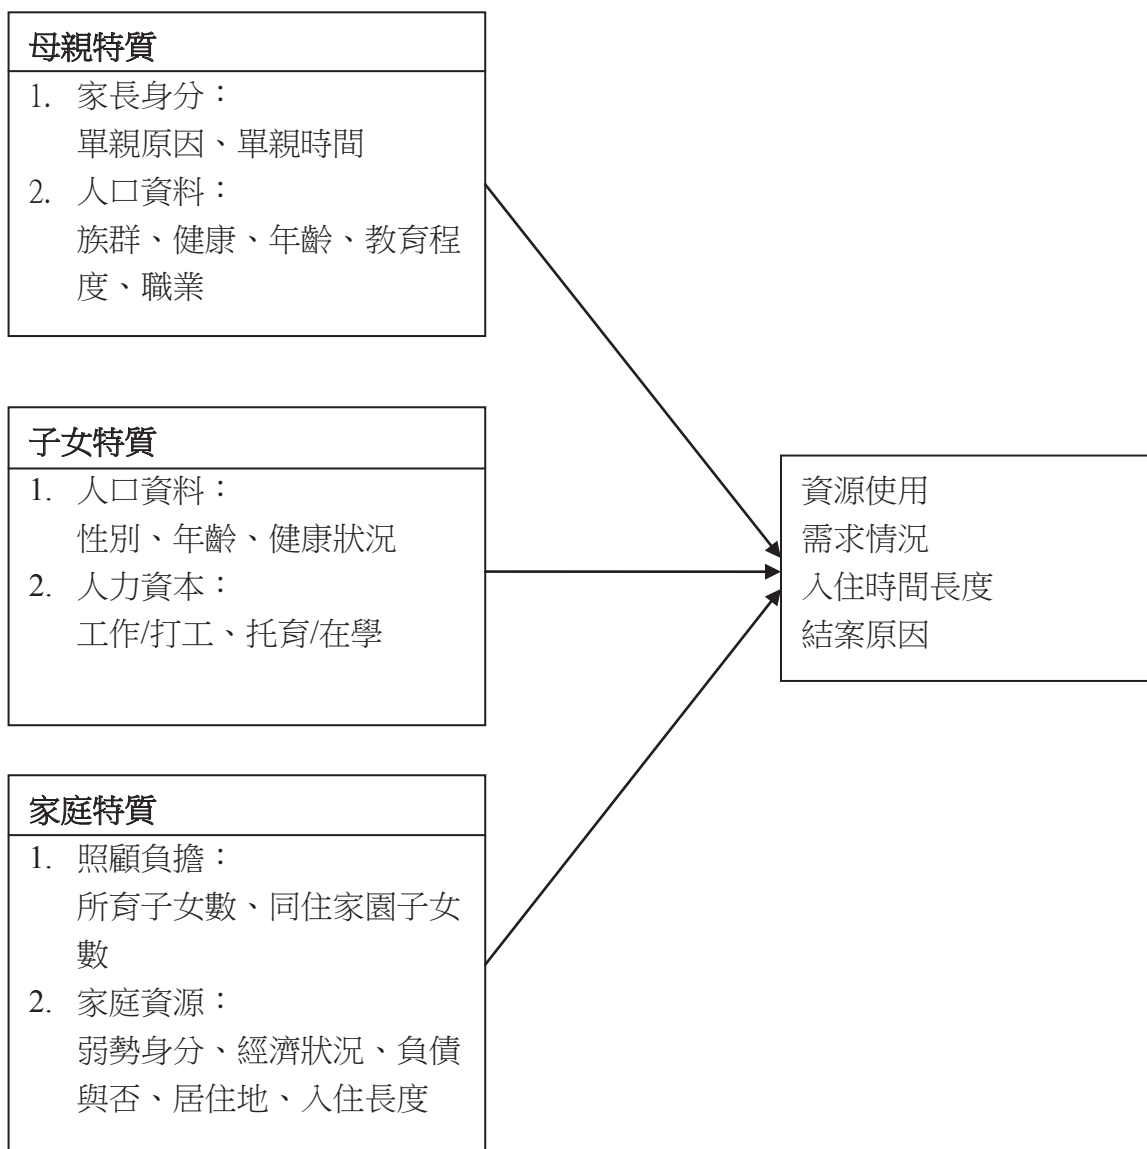 母親特質
1. 家長身分：
單親原因、單親時間
2. 人口資料：
族群、健康、年齡、教育程
度、職業
子女特質
1. 人口資料：
性別、年齡、健康狀況
2. 人力資本：
工作/打工、托育/在學
家庭特質
1. 照顧負擔：
所育子女數、同住家園子女
數
2. 家庭資源：
弱勢身分、經濟狀況、負債
與否、居住地、入住長度
資源使用
需求情況
入住時間長度
結案原因